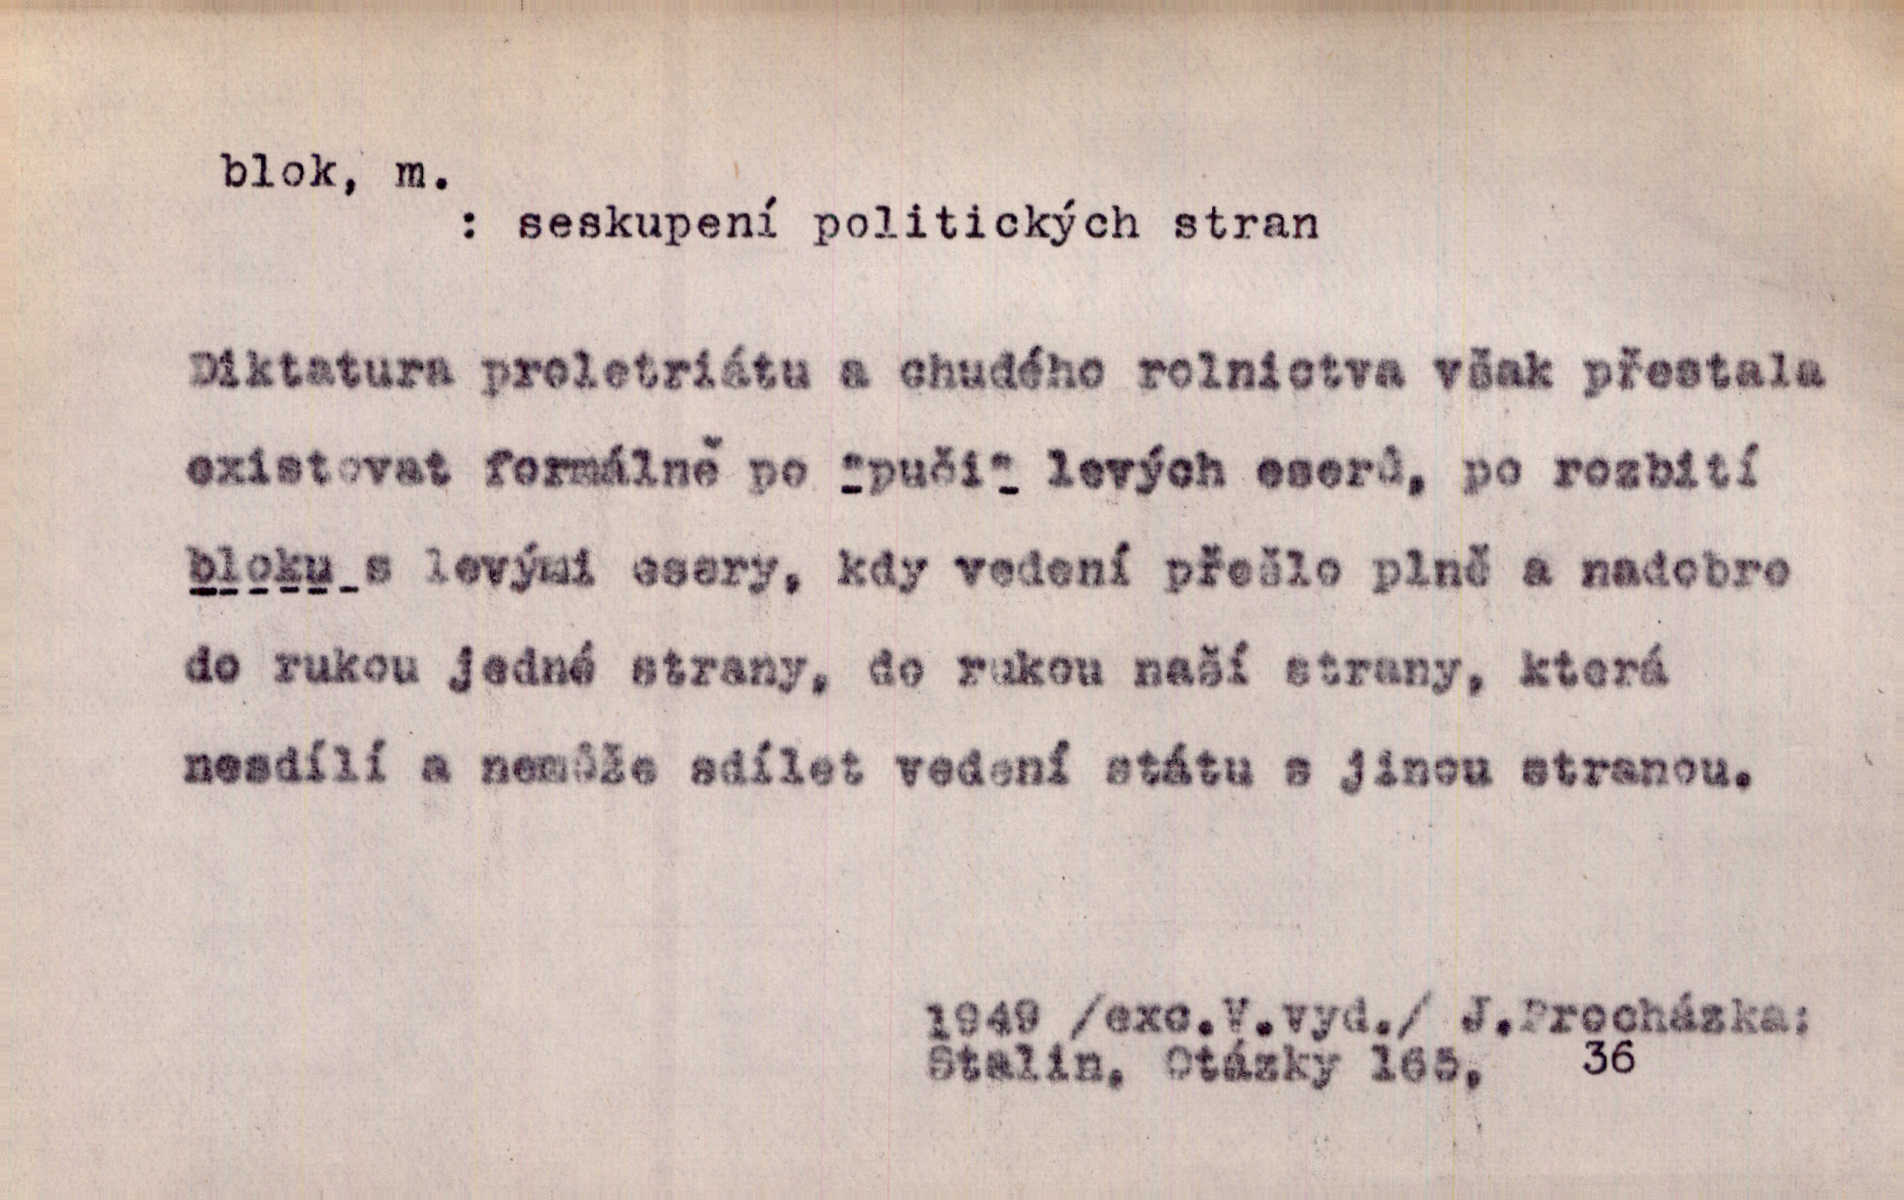 blok, m.
: seskupení politických stran
Diktatura proletriátu a chudého rolnictva však přestala
existovat formálně po "puči" levých eserů, po rozbití
bloku s levými esery, kdy vedení přešlo plně a nadobro
do rukou jedné strany, do rukou naší strany, která
nesdílí a nemůže sdílet vedení státu s jinou stranou.
1949 /exc.V.vyd./ J.Procházka:
Stalin, Otázky 165, 36